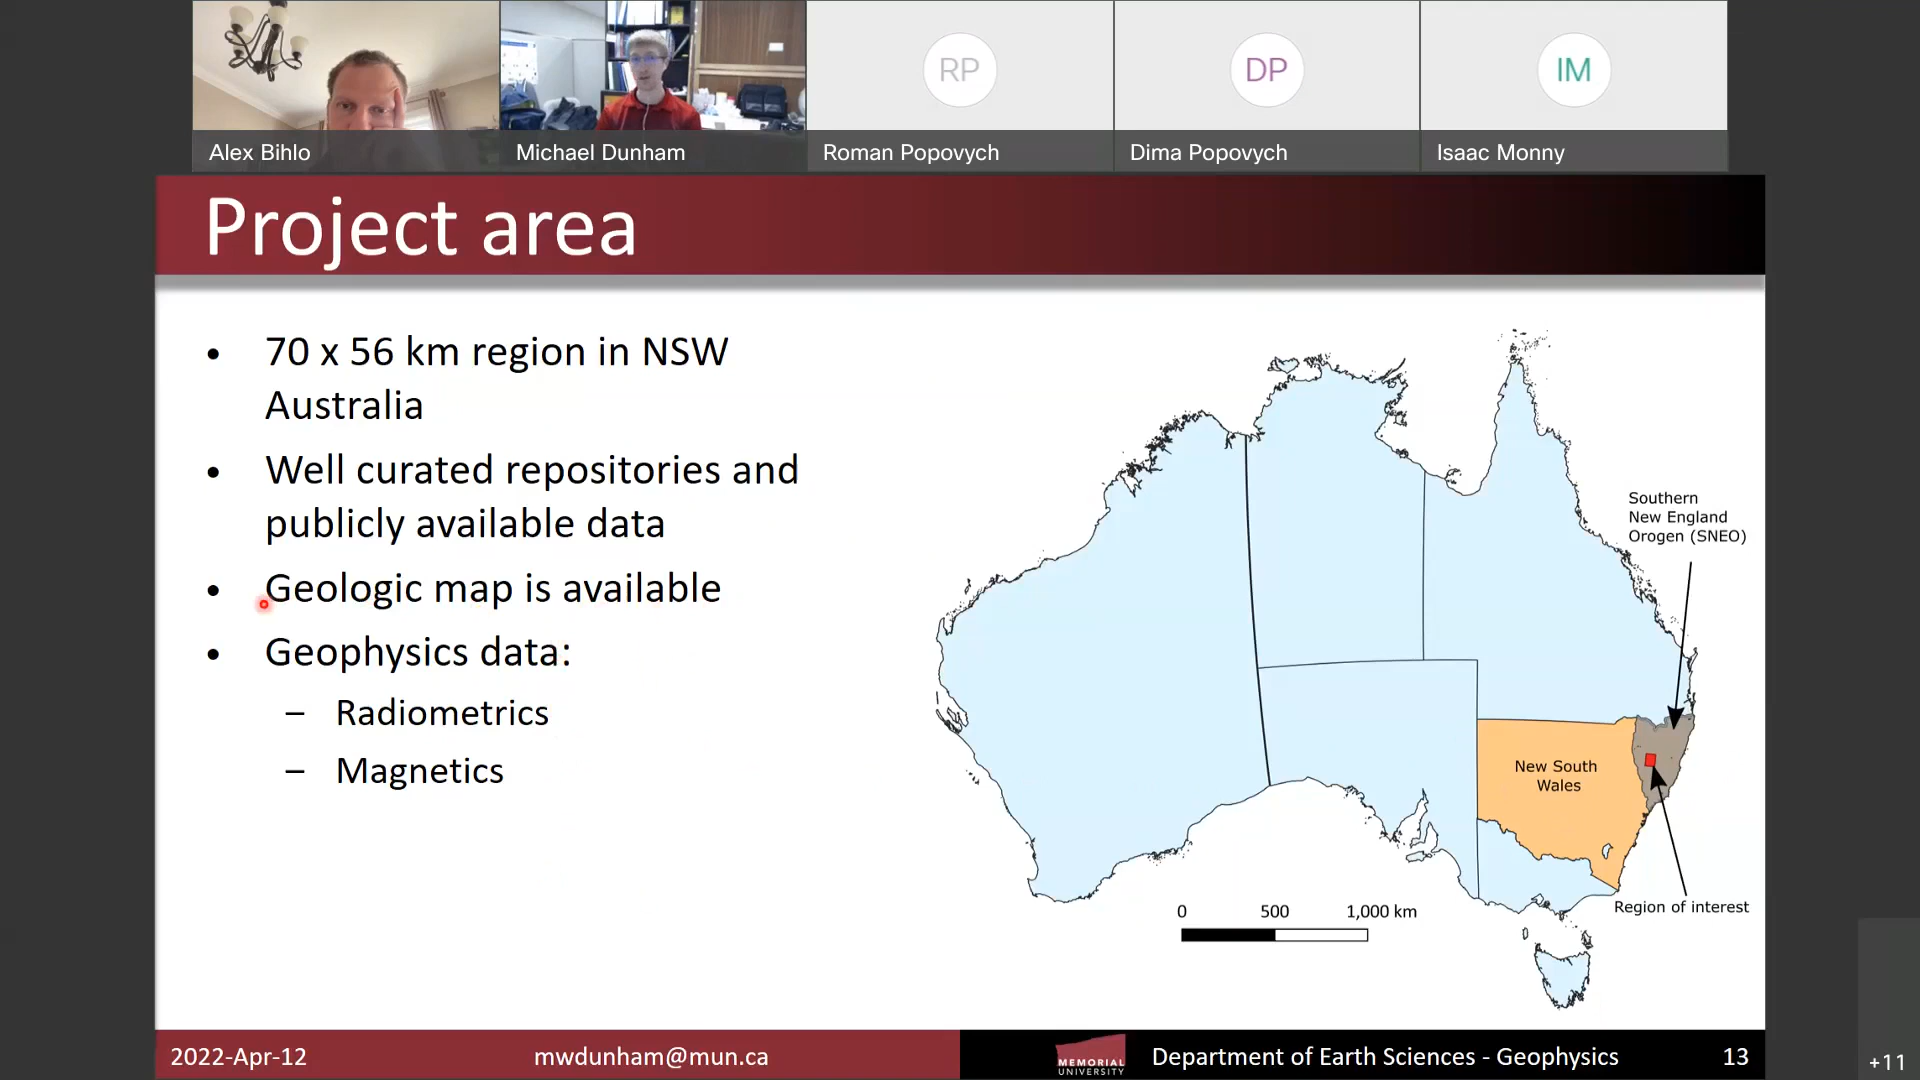 RP
DP
IM
Alex Bihlo
Michael Dunham
Roman Popovych
Dima Popovych
Isaac Monny
Project area
• 70 x 56 km region in NSW
Australia
• Well curated repositories and
publicly available data
• Geologic map is available
• Geophysics data:
– Radiometrics
– Magnetics
Southern
New England
Orogen (SNEO)
New South
Wales
Region of interest
0 500 1,000 km
2022-Apr-12
mwdunham@mun.ca
MEMORIAL
UNIVERSITY
Department of Earth Sciences - Geophysics
13
+11